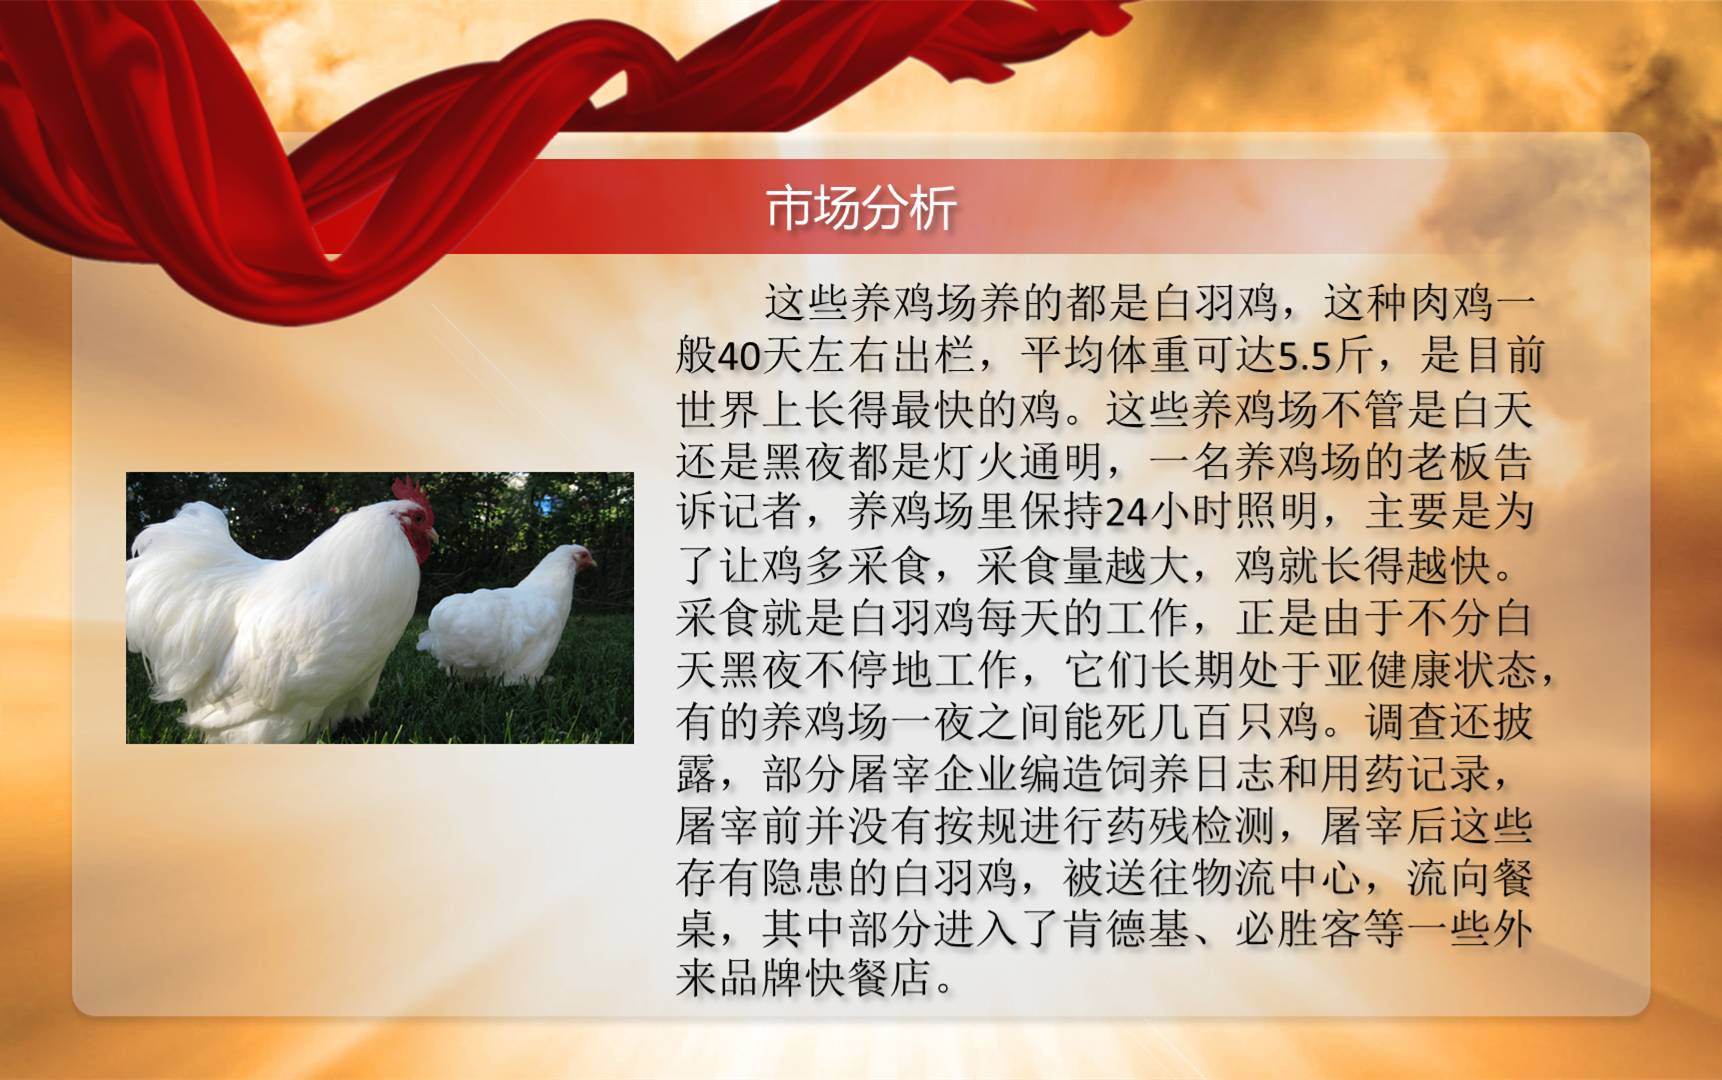 市场分析
这些养鸡场养的都是白羽鸡，这种肉鸡一
般40天左右出栏，平均体重可达5.5斤，是目前
世界上长得最快的鸡。这些养鸡场不管是白天
还是黑夜都是灯火通明，一名养鸡场的老板告
诉记者，养鸡场里保持24小时照明，主要是为
了让鸡多采食，采食量越大，鸡就长得越快。
采食就是白羽鸡每天的工作，正是由于不分白
天黑夜不停地工作，它们长期处于亚健康状态，
有的养鸡场一夜之间能死几百只鸡。调查还披
露，部分屠宰企业编造饲养日志和用药记录，
屠宰前并没有按规进行药残检测，屠宰后这些
存有隐患的白羽鸡，被送往物流中心，流向餐
桌，其中部分进入了肯德基、必胜客等一些外
来品牌快餐店。